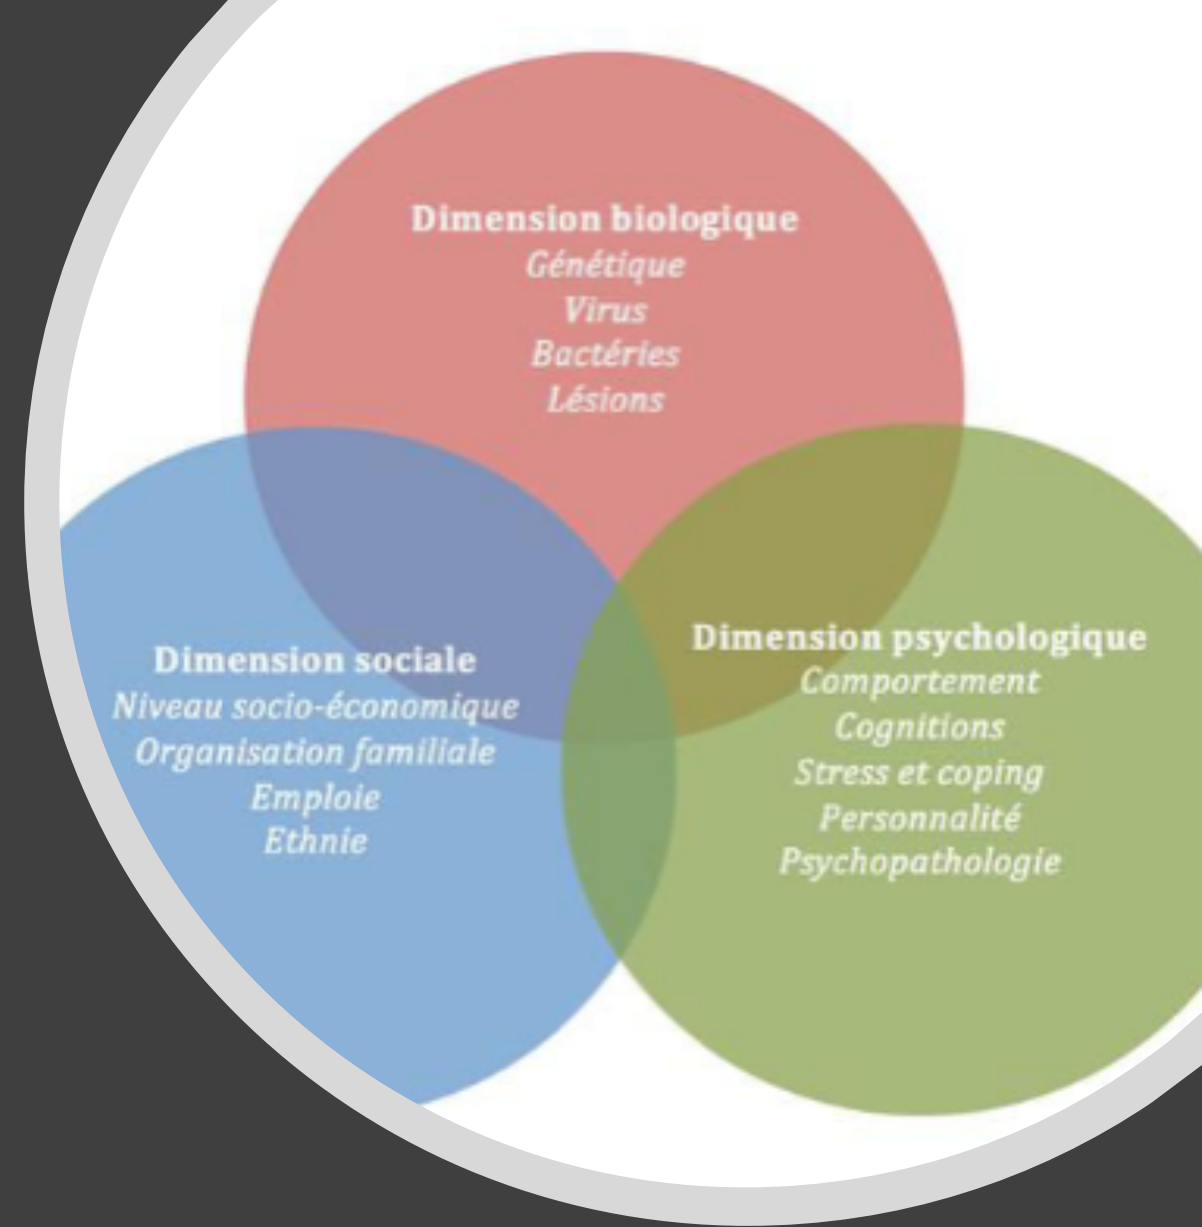 Dimension biologique
Génétique
Virus
Bactéries
Lésions
Dimension sociale
Niveau socio-économique
Organisation familiale
Emploie
Ethnie
Dimension psychologique
Comportement
Cognitions
Stress et coping
Personnalité
Psychopathologie